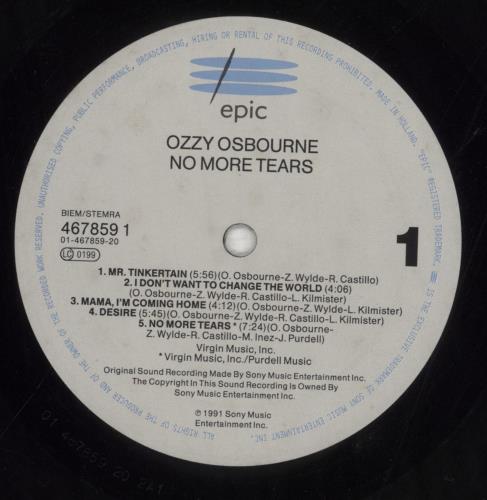 UNAUTHORISED COPYING, PUBLIC PERFORMANCE, BROADCASTING, HIRING OR RENTAL OF THIS RECORDING PROHIBITED. MADE IN HOLLAND. "EPIC" REGISTERED TRADEMARK.
epic
OZZY OSBOURNE
NO MORE TEARS
BIEM/STEMRA
467859 1
01-467859-20
LC 0199
1
1. MR. TINKERTAIN (5:56)(O. Osbourne-Z. Wylde-R. Castillo)
2. I DON'T WANT TO CHANGE THE WORLD (4:06)
(O. Osbourne-Z. Wylde-R. Castillo-L. Kilmister)
3. MAMA, I'M COMING HOME (4:12)(O. Osbourne-Z. Wylde-L. Kilmister)
4. DESIRE (5:45)(O. Osbourne-Z. Wylde-R. Castillo-L. Kilmister)
5. NO MORE TEARS * (7:24)(O. Osbourne-
Z. Wylde-R. Castillo-M. Inez-J. Purdell)
Virgin Music, Inc.
* Virgin Music, Inc./Purdell Music
Original Sound Recording Made By Sony Music Entertainment Inc.
The Copyright In This Sound Recording is Owned By
Sony Music Entertainment Inc.
℗ 1991 Sony Music
Entertainment Inc.
ALL RIGHTS OF THE PRODUCER AND OF THE OWNER OF THE RECORDED WORK RESERVED.
IS THE EXCLUSIVE TRADEMARK OF SONY MUSIC ENTERTAINMENT INC.
01 467859 20